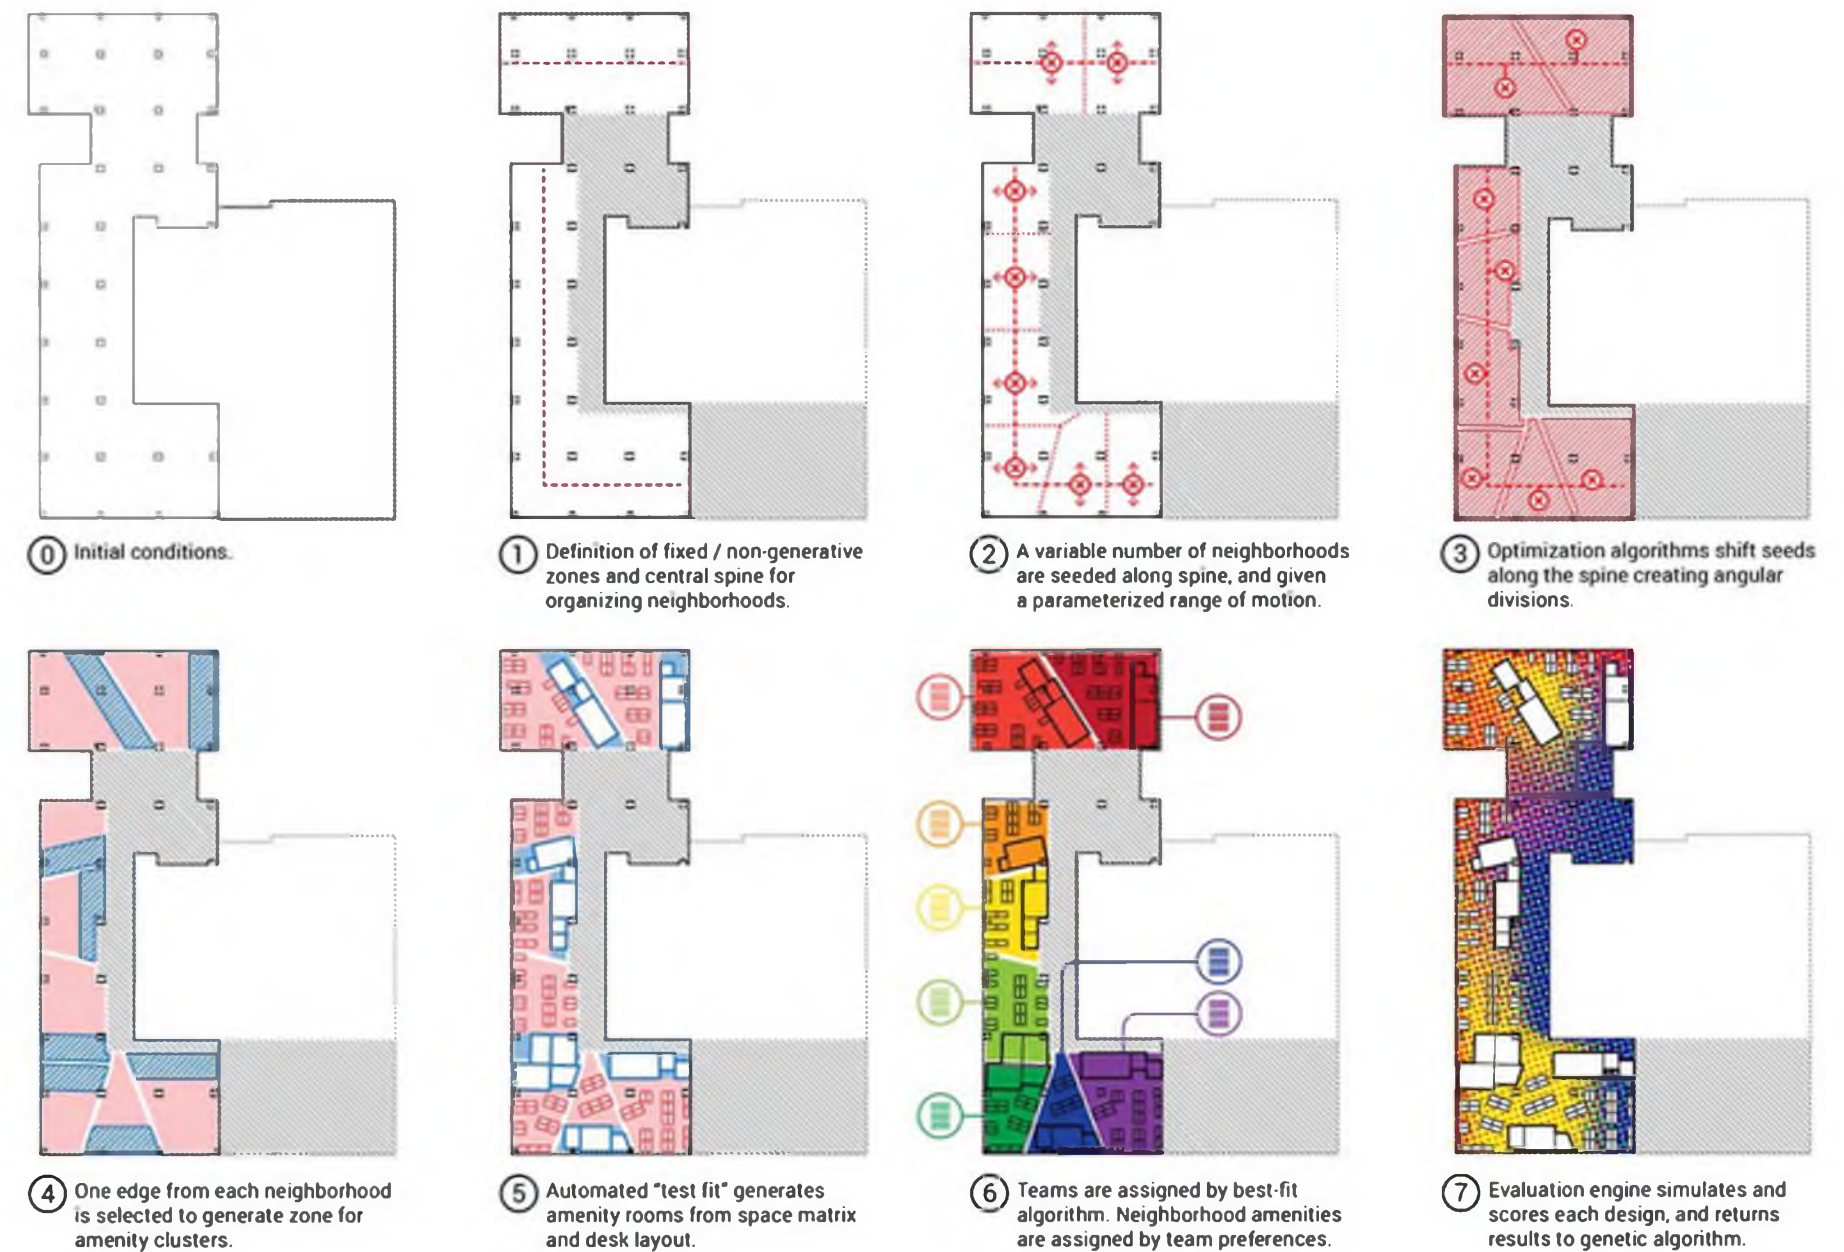 0 Initial conditions.
1 Definition of fixed / non-generative
zones and central spine for
organizing neighborhoods.
2 A variable number of neighborhoods
are seeded along spine, and given
a parameterized range of motion.
3 Optimization algorithms shift seeds
along the spine creating angular
divisions.
4 One edge from each neighborhood
is selected to generate zone for
amenity clusters.
5 Automated "test fit" generates
amenity rooms from space matrix
and desk layout.
6 Teams are assigned by best-fit
algorithm. Neighborhood amenities
are assigned by team preferences.
7 Evaluation engine simulates and
scores each design, and returns
results to genetic algorithm.